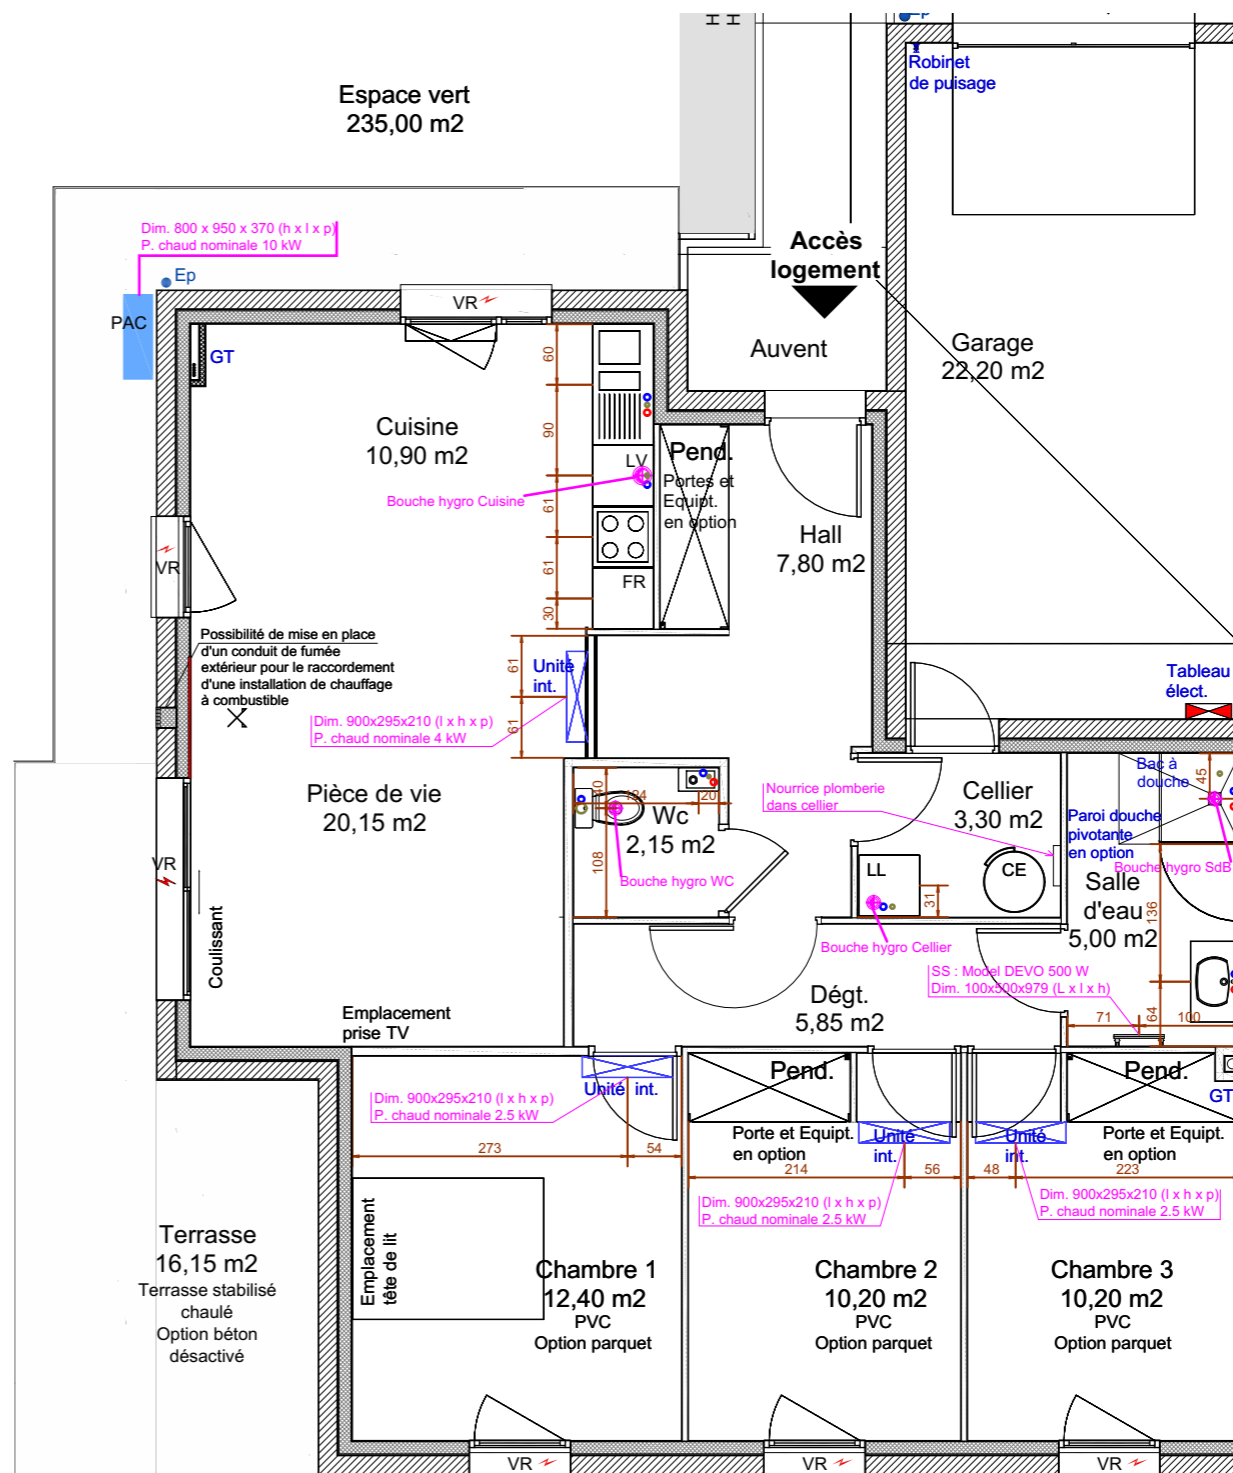 H H
Ep
Robinet
de puisage
Espace vert
235,00 m2
Dim. 800 x 950 x 370 (h x l x p)
P. chaud nominale 10 kW
Ep
PAC
GT
VR
Accès
logement
Auvent
Garage
22,20 m2
Cuisine
10,90 m2
60
90
61
61
30
LV
FR
Bouche hygro Cuisine
Pend.
Portes et
Equipt.
en option
Hall
7,80 m2
VR
Possibilité de mise en place
d'un conduit de fumée
extérieur pour le raccordement
d'une installation de chauffage
à combustible
61
61
Unité
int.
Dim. 900x295x210 (l x h x p)
P. chaud nominale 4 kW
Tableau
élect.
Pièce de vie
20,15 m2
VR
Coulissant
40
124
20
108
Wc
2,15 m2
Bouche hygro WC
Nourrice plomberie
dans cellier
Cellier
3,30 m2
LL
CE
31
Bouche hygro Cellier
Bac à
douche
45
Paroi douche
pivotante
en option
Bouche hygro SdB
Salle
d'eau
5,00 m2
136
64
SS : Model DEVO 500 W
Dim. 100x500x979 (L x l x h)
71
100
Dégt.
5,85 m2
Emplacement
prise TV
Unité int.
Dim. 900x295x210 (l x h x p)
P. chaud nominale 2.5 kW
273
54
Pend.
Porte et Equipt.
en option
Unité
int.
214
56
Dim. 900x295x210 (l x h x p)
P. chaud nominale 2.5 kW
Pend.
GT
Unité
int.
Porte et Equipt.
en option
48
223
Dim. 900x295x210 (l x h x p)
P. chaud nominale 2.5 kW
Terrasse
16,15 m2
Terrasse stabilisé
chaulé
Option béton
désactivé
Emplacement
tête de lit
Chambre 1
12,40 m2
PVC
Option parquet
Chambre 2
10,20 m2
PVC
Option parquet
Chambre 3
10,20 m2
PVC
Option parquet
VR
VR
VR